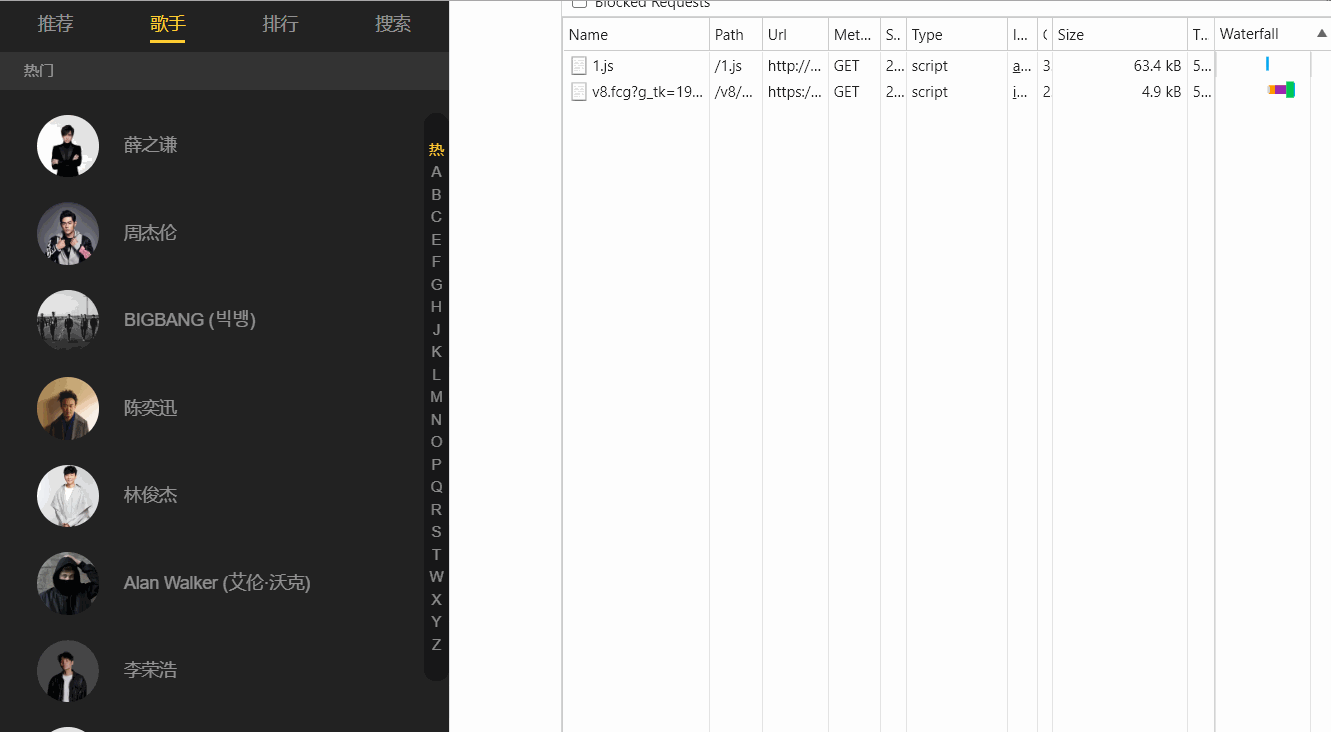 推荐 歌手 排行 搜索
热门
薛之谦
周杰伦
BIGBANG (빅뱅)
陈奕迅
林俊杰
Alan Walker (艾伦·沃克)
李荣浩
热
A
B
C
E
F
G
H
J
K
L
M
N
O
P
Q
R
S
T
W
X
Y
Z
Blocked Requests
Name Path Url Met... S.. Type I... Size T.. Waterfall
1.js /1.js http://... GET 2... script a... 3 63.4 kB 5...
v8.fcg?g_tk=19... /v8/... https:/... GET 2... script i... 2 4.9 kB 5...